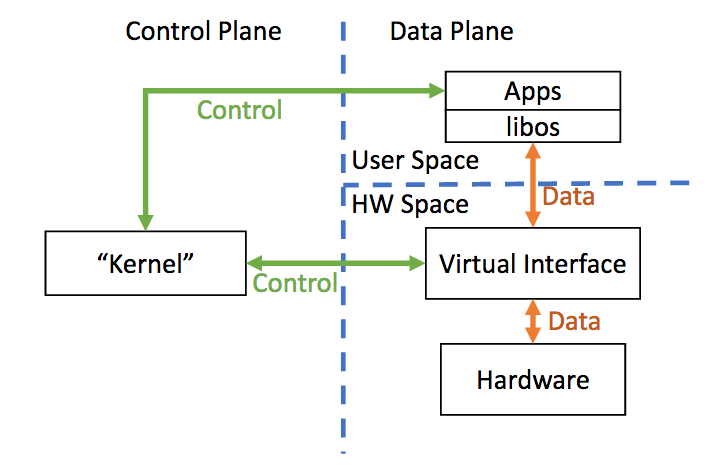 Control Plane
Data Plane
Control
Apps
libos
User Space
HW Space
Data
“Kernel”
Control
Virtual Interface
Data
Hardware